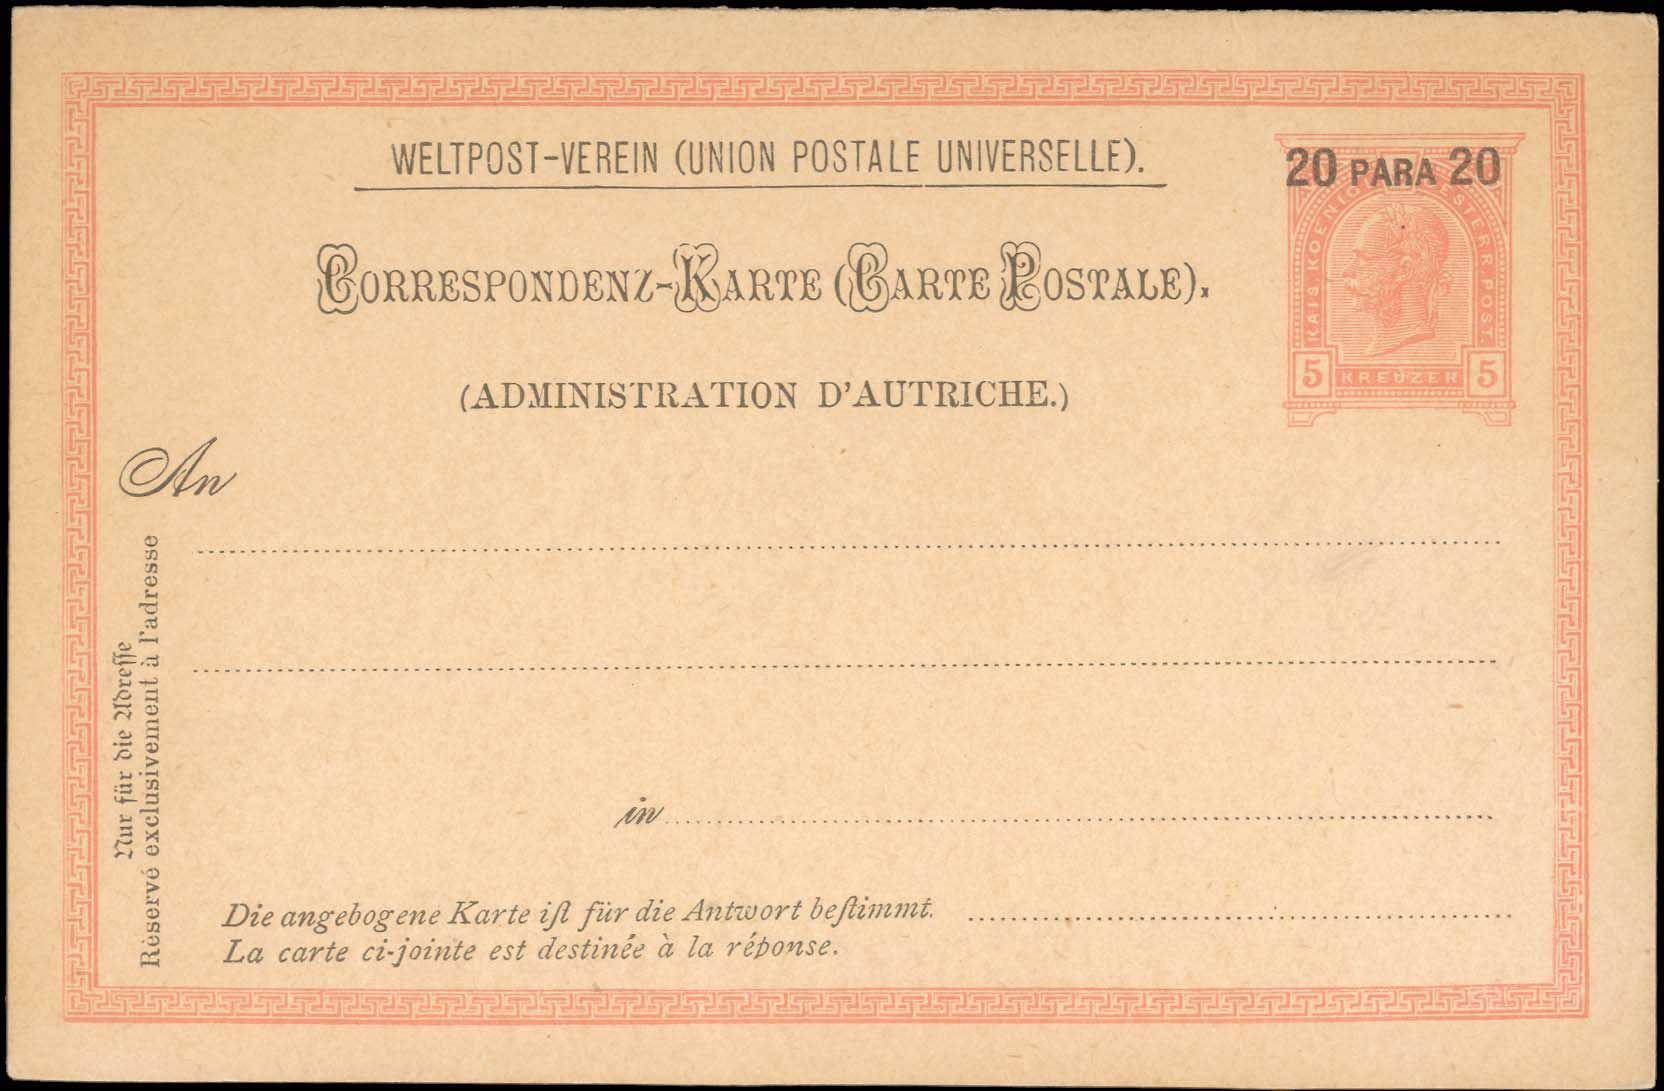 WELTPOST-VEREIN (UNION POSTALE UNIVERSELLE).
20 PARA 20
CORRESPONDENZ-KARTE (CARTE POSTALE).
KAIS. KOENIGL. OESTERR. POST.
5 KREUZER 5
(ADMINISTRATION D'AUTRICHE.)
An
Nur für die Adreſſe
Réservé exclusivement à l'adresse
in
Die angebogene Karte iſt für die Antwort beſtimmt.
La carte ci-jointe est destinée à la réponse.